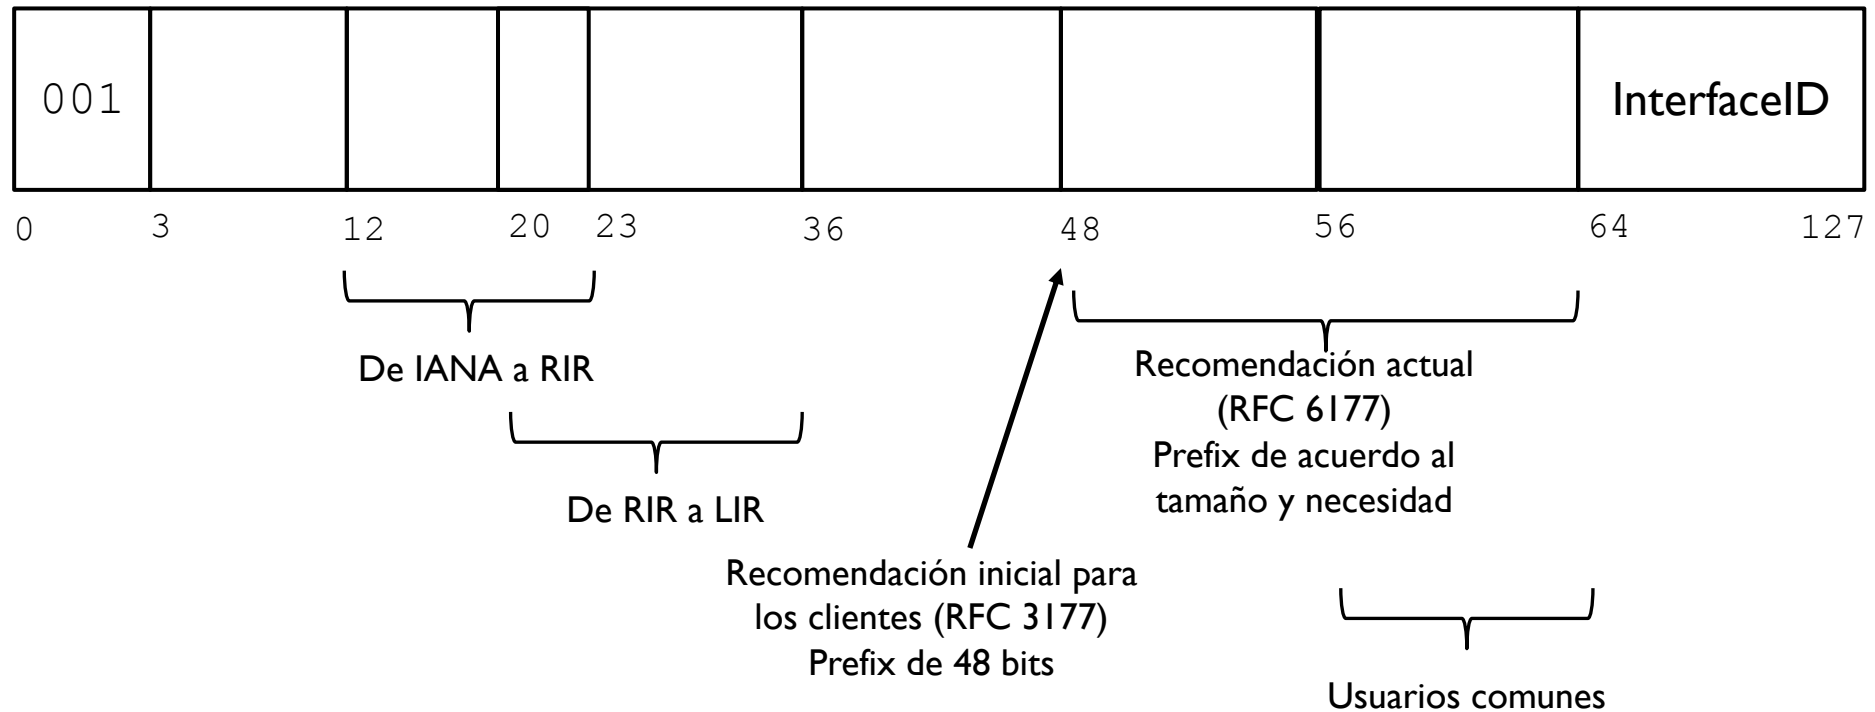 001
InterfaceID
0 3 12 20 23 36 48 56 64 127
De IANA a RIR
De RIR a LIR
Recomendación inicial para
los clientes (RFC 3177)
Prefix de 48 bits
Recomendación actual
(RFC 6177)
Prefix de acuerdo al
tamaño y necesidad
Usuarios comunes